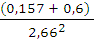 (0,157 + 0,6)
2,66²